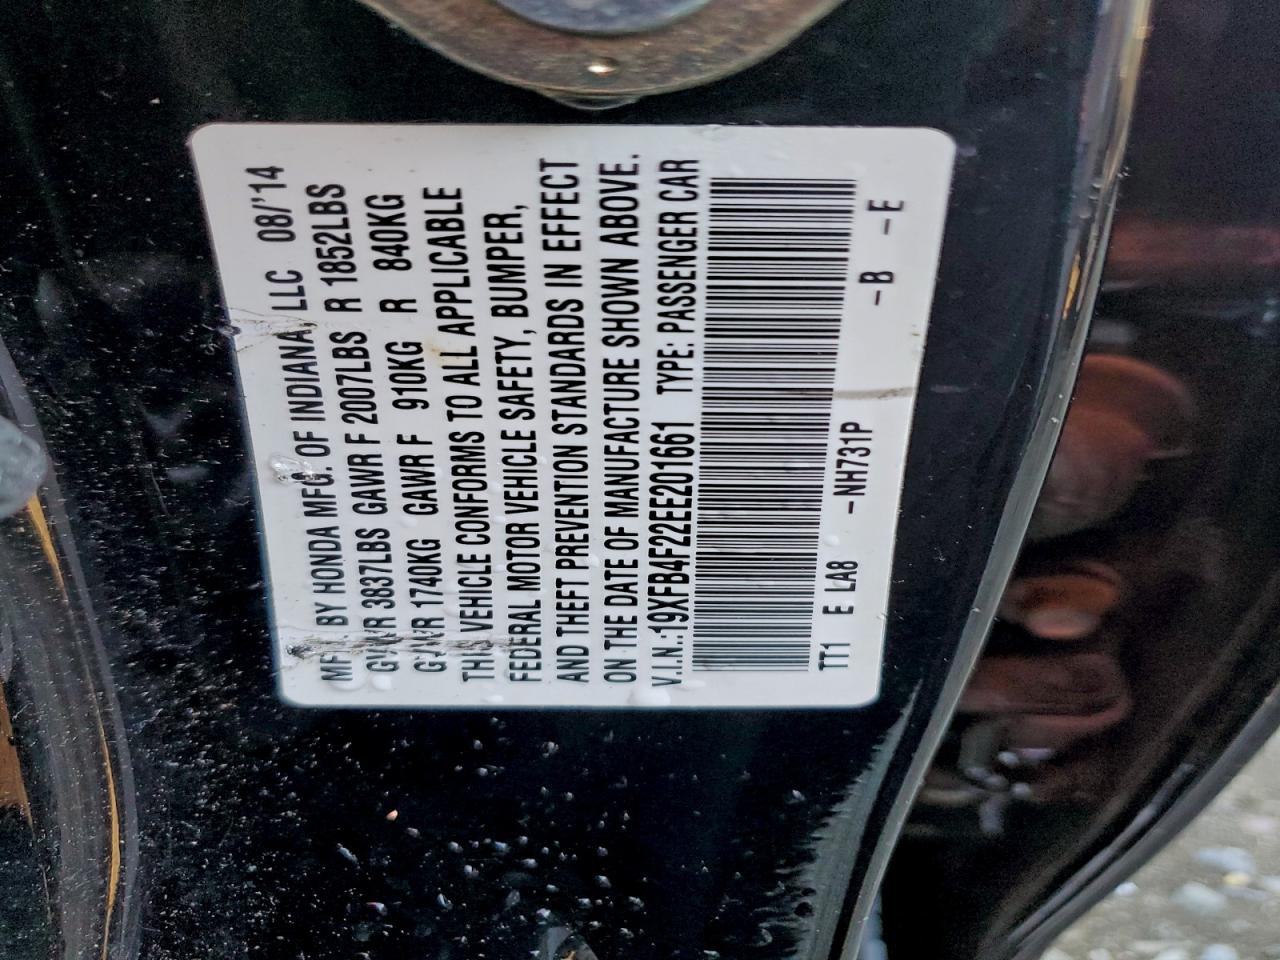 MFD. BY HONDA MFG. OF INDIANA, LLC 08/'14
GVWR 3837LBS GAWR F 2007LBS R 1852LBS
GVWR 1740KG GAWR F 910KG R 840KG
THIS VEHICLE CONFORMS TO ALL APPLICABLE
FEDERAL MOTOR VEHICLE SAFETY, BUMPER,
AND THEFT PREVENTION STANDARDS IN EFFECT
ON THE DATE OF MANUFACTURE SHOWN ABOVE.
V.I.N.:19XFB4F22EE201661 TYPE: PASSENGER CAR
TT1 E LA8 -NH731P -B -E